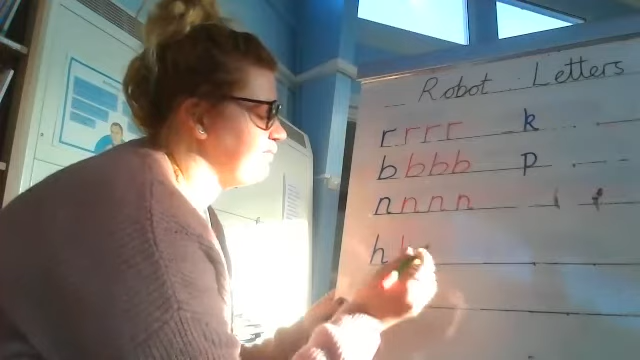 Robot Letters
r r r r k
b b b b p
n n n n
h